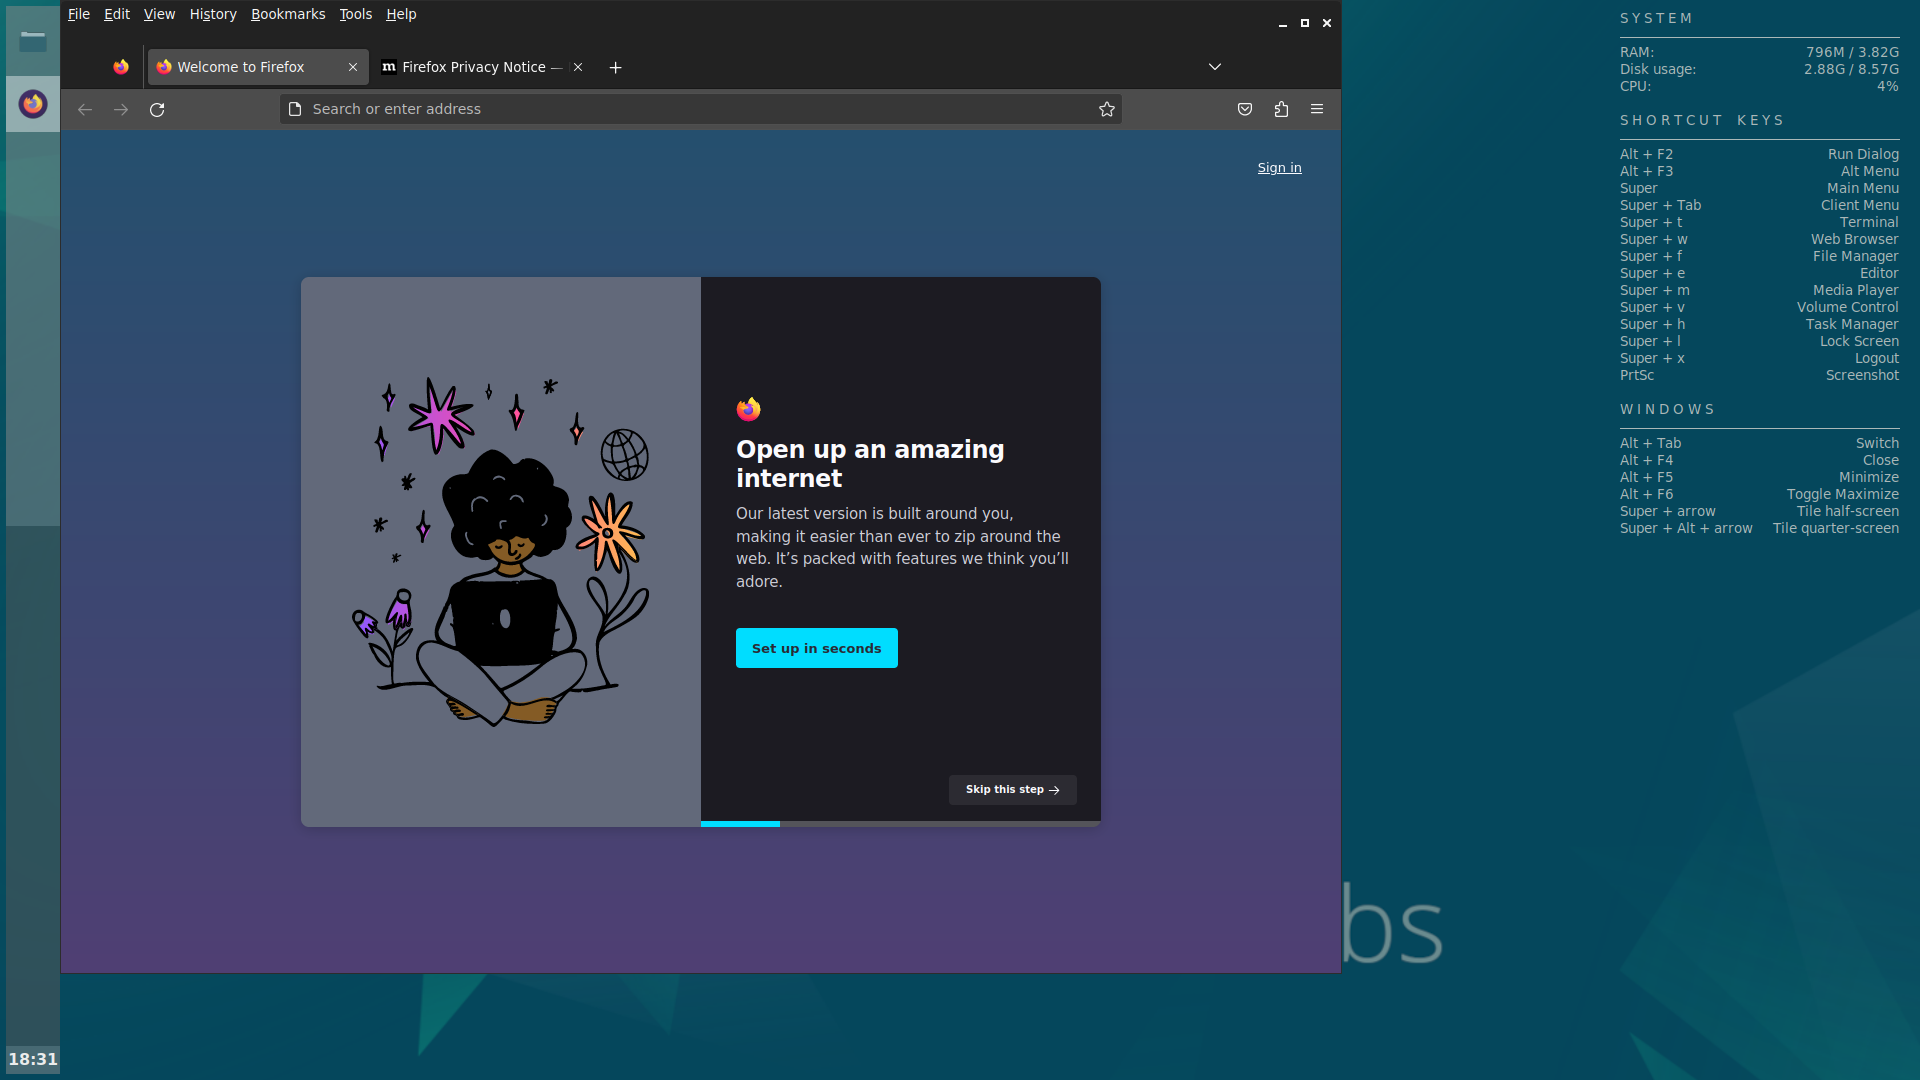 File Edit View History Bookmarks Tools Help
Welcome to Firefox
m Firefox Privacy Notice —
Search or enter address
Sign in
Open up an amazing
internet
Our latest version is built around you,
making it easier than ever to zip around the
web. It’s packed with features we think you’ll
adore.
Set up in seconds
Skip this step
18:31
bs
SYSTEM
RAM: 796M / 3.82G
Disk usage: 2.88G / 8.57G
CPU: 4%
SHORTCUT KEYS
Alt + F2 Run Dialog
Alt + F3 Alt Menu
Super Main Menu
Super + Tab Client Menu
Super + t Terminal
Super + w Web Browser
Super + f File Manager
Super + e Editor
Super + m Media Player
Super + v Volume Control
Super + h Task Manager
Super + l Lock Screen
Super + x Logout
PrtSc Screenshot
WINDOWS
Alt + Tab Switch
Alt + F4 Close
Alt + F5 Minimize
Alt + F6 Toggle Maximize
Super + arrow Tile half-screen
Super + Alt + arrow Tile quarter-screen